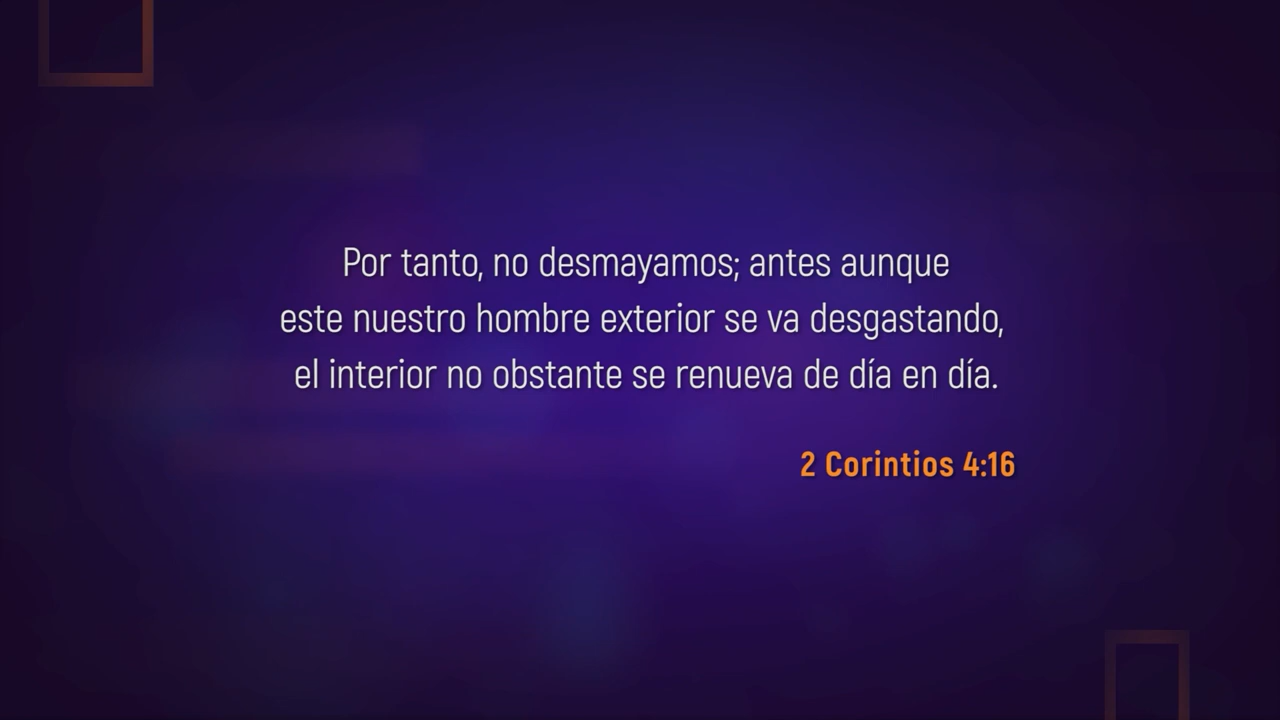 Por tanto, no desmayamos; antes aunque
este nuestro hombre exterior se va desgastando,
el interior no obstante se renueva de día en día.
2 Corintios 4:16